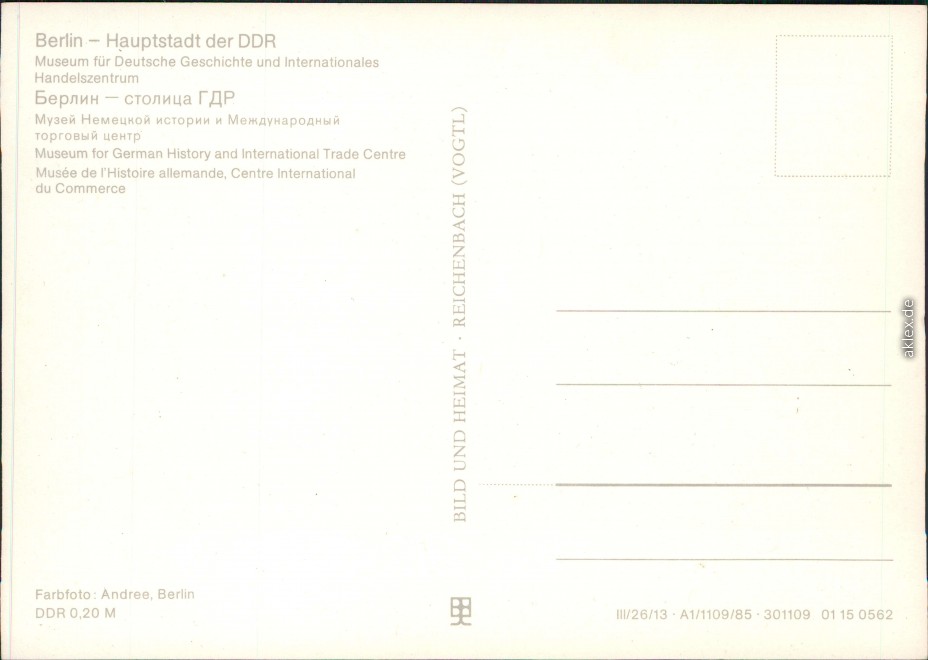 Berlin – Hauptstadt der DDR
Museum für Deutsche Geschichte und Internationales
Handelszentrum
Берлин — столица ГДР
Музей Немецкой истории и Международный
торговый центр
Museum for German History and International Trade Centre
Musée de l'Histoire allemande, Centre International
du Commerce
BILD UND HEIMAT · REICHENBACH (VOGTL)
Farbfoto: Andree, Berlin
DDR 0,20 M
III/26/13 · A1/1109/85 · 301109 01 15 0562
aklex.de